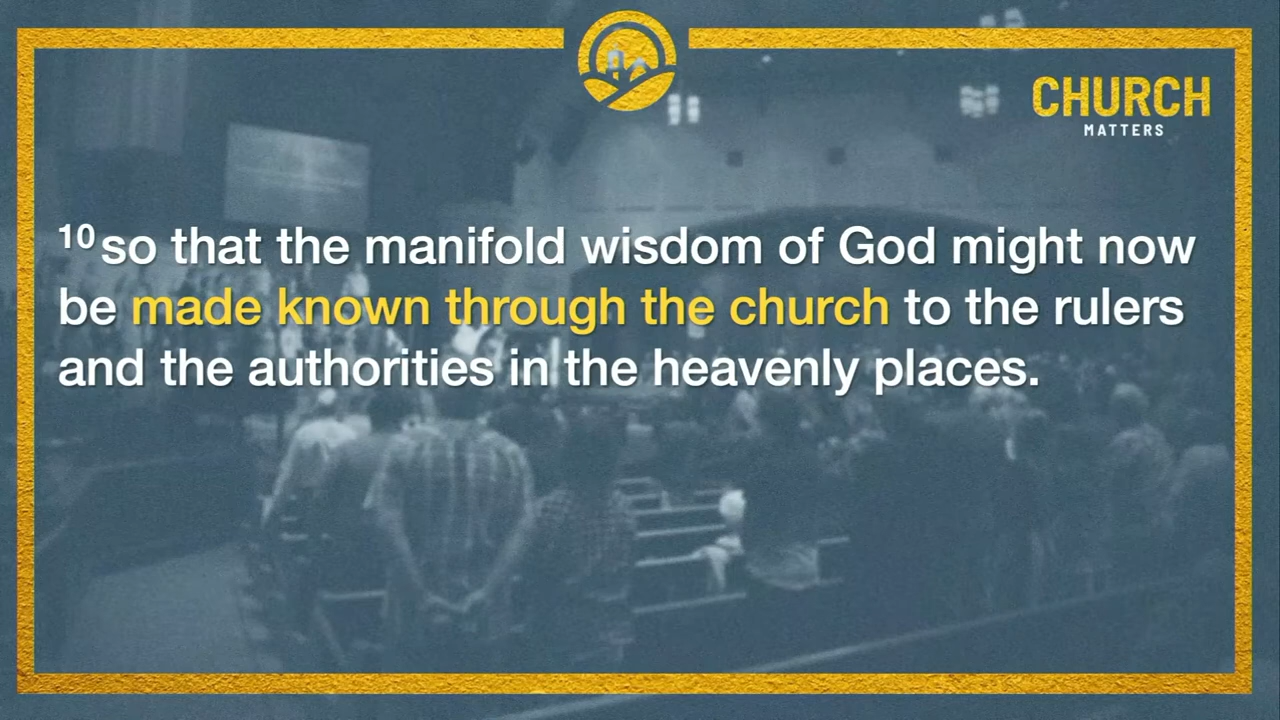 CHURCH
MATTERS
10 so that the manifold wisdom of God might now
be made known through the church to the rulers
and the authorities in the heavenly places.